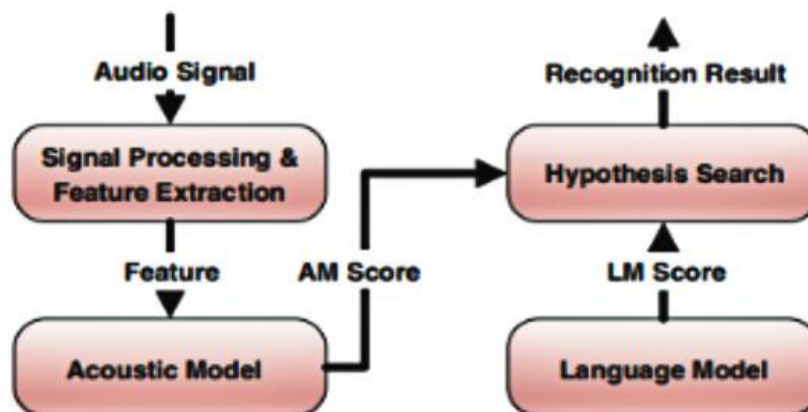 Audio Signal
Signal Processing &
Feature Extraction
Feature
Acoustic Model
AM Score
Recognition Result
Hypothesis Search
LM Score
Language Model